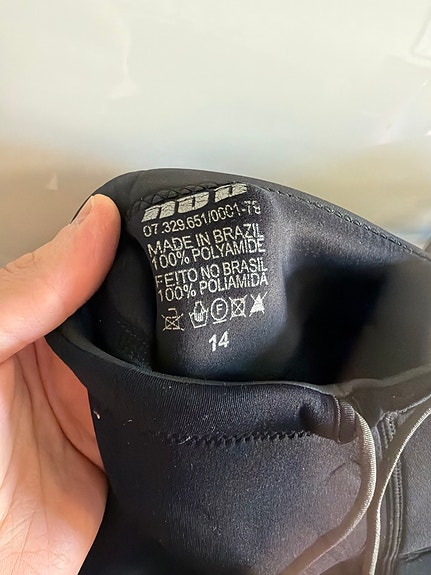 07.329.651/0001-79
MADE IN BRAZIL
100% POLYAMIDE
FEITO NO BRASIL
100% POLIAMIDA
F
14